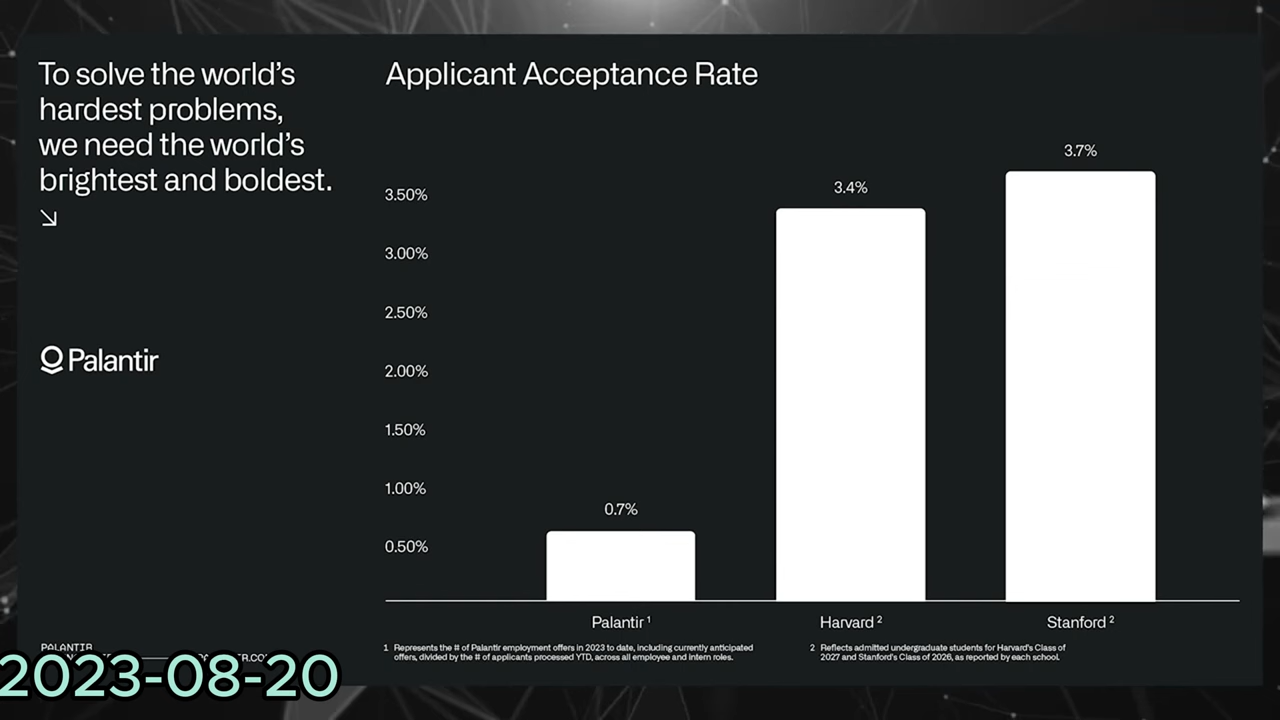 To solve the world's
hardest problems,
we need the world's
brightest and boldest.
Palantir
Applicant Acceptance Rate
3.50%
3.00%
2.50%
2.00%
1.50%
1.00%
0.50%
0.7%
3.4%
3.7%
Palantir 1
Harvard 2
Stanford 2
1 Represents the # of Palantir employment offers in 2023 to date, including currently anticipated
offers, divided by the # of applicants processed YTD, across all employee and intern roles.
2 Reflects admitted undergraduate students for Harvard's Class of
2027 and Stanford's Class of 2026, as reported by each school.
PALANTIR
2023-08-20